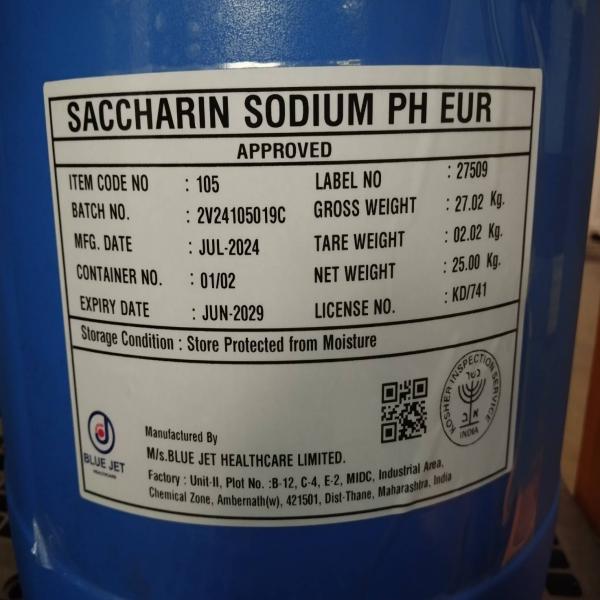 SACCHARIN SODIUM PH EUR
APPROVED
ITEM CODE NO : 105 LABEL NO : 27509
BATCH NO. : 2V24105019C GROSS WEIGHT : 27.02 Kg.
MFG. DATE : JUL-2024 TARE WEIGHT : 02.02 Kg.
CONTAINER NO. : 01/02 NET WEIGHT : 25.00 Kg.
EXPIRY DATE : JUN-2029 LICENSE NO. : KD/741
Storage Condition : Store Protected from Moisture
KOSHER INSPECTION SERVICE
כשר
INDIA
BLUE JET
HEALTHCARE
Manufactured By
M/s.BLUE JET HEALTHCARE LIMITED.
Factory : Unit-II, Plot No. :B-12, C-4, E-2, MIDC, Industrial Area,
Chemical Zone, Ambernath(w), 421501, Dist-Thane, Maharashtra, India